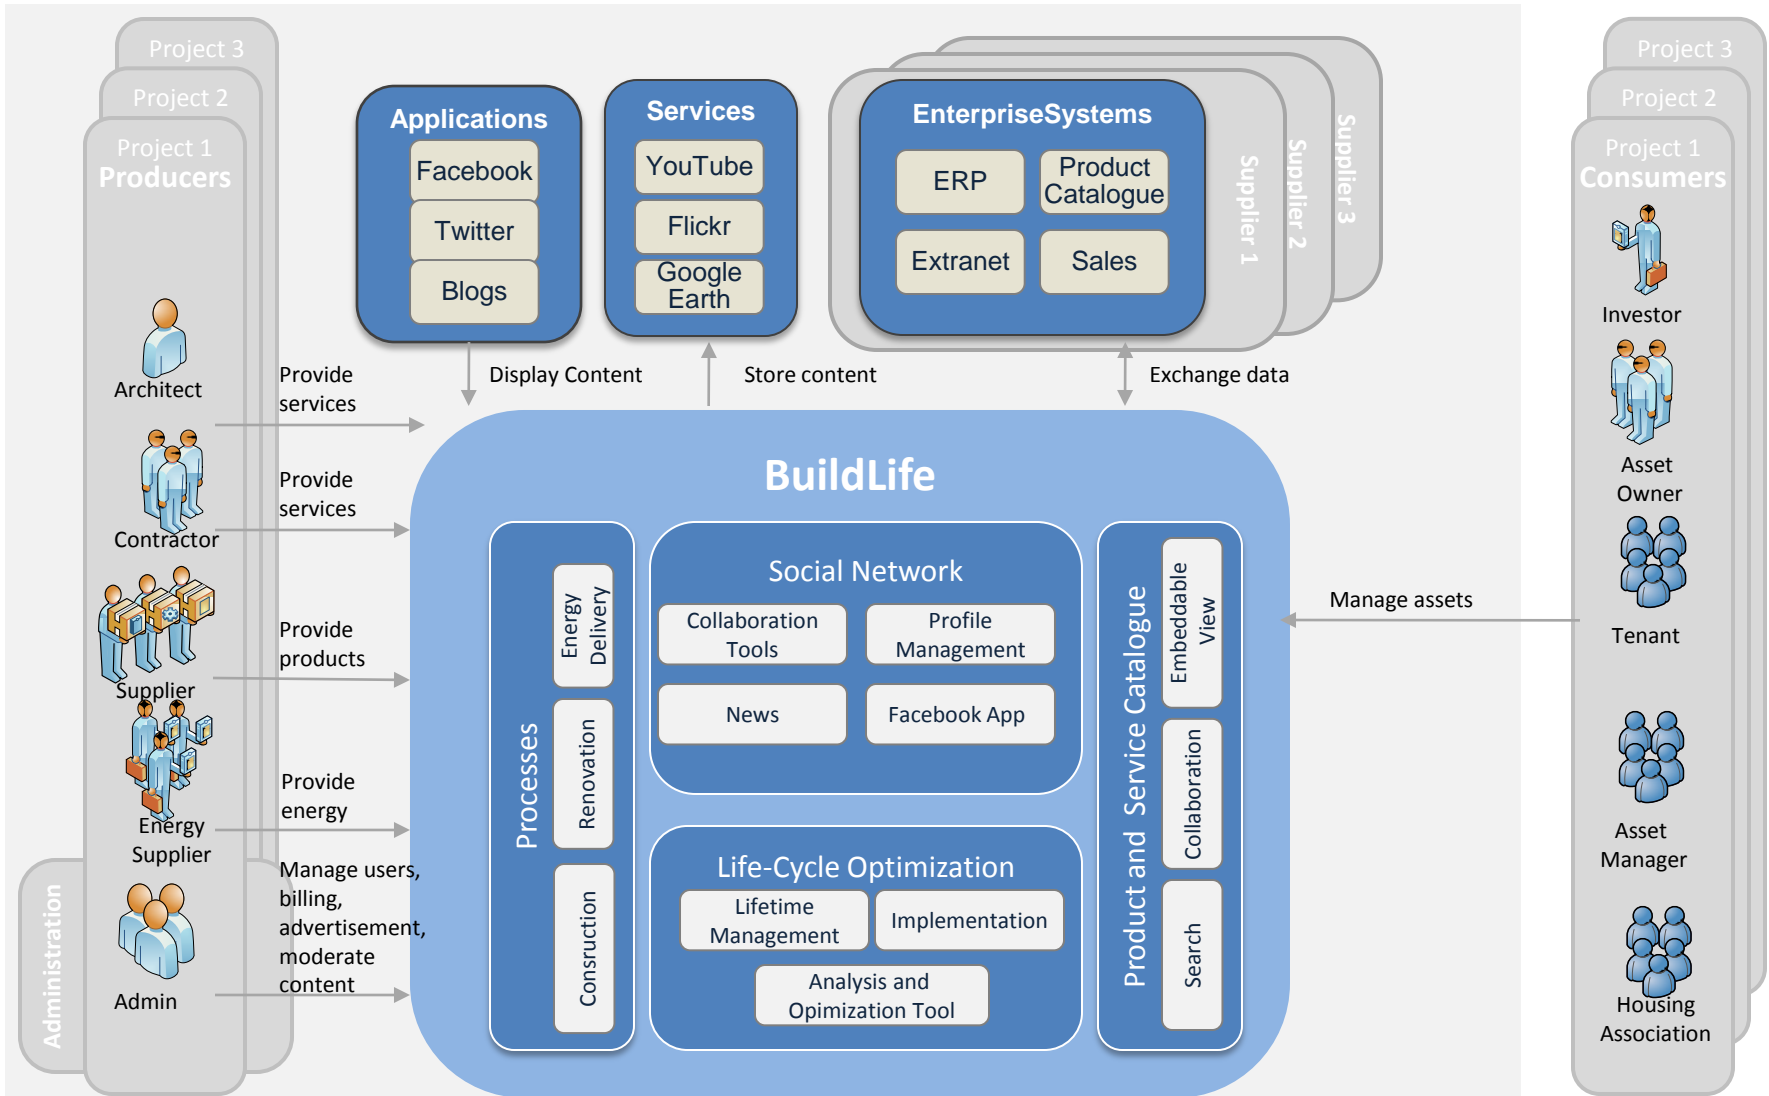 Project 3
Project 2
Project 1
Producers
Architect
Contractor
Supplier
Energy
Supplier
Admin
Administration
Provide
services
Provide
services
Provide
products
Provide
energy
Manage users,
billing,
advertisement,
moderate
content
Applications
Facebook
Twitter
Blogs
Services
YouTube
Flickr
Google
Earth
EnterpriseSystems
ERP
Product
Catalogue
Extranet
Sales
Supplier 1
Supplier 2
Supplier 3
Display Content
Store content
Exchange data
BuildLife
Processes
Energy
Delivery
Renovation
Consruction
Social Network
Collaboration
Tools
Profile
Management
News
Facebook App
Life-Cycle Optimization
Lifetime
Management
Implementation
Analysis and
Opimization Tool
Product and Service Catalogue
Embeddable
View
Collaboration
Search
Manage assets
Project 3
Project 2
Project 1
Consumers
Investor
Asset
Owner
Tenant
Asset
Manager
Housing
Association